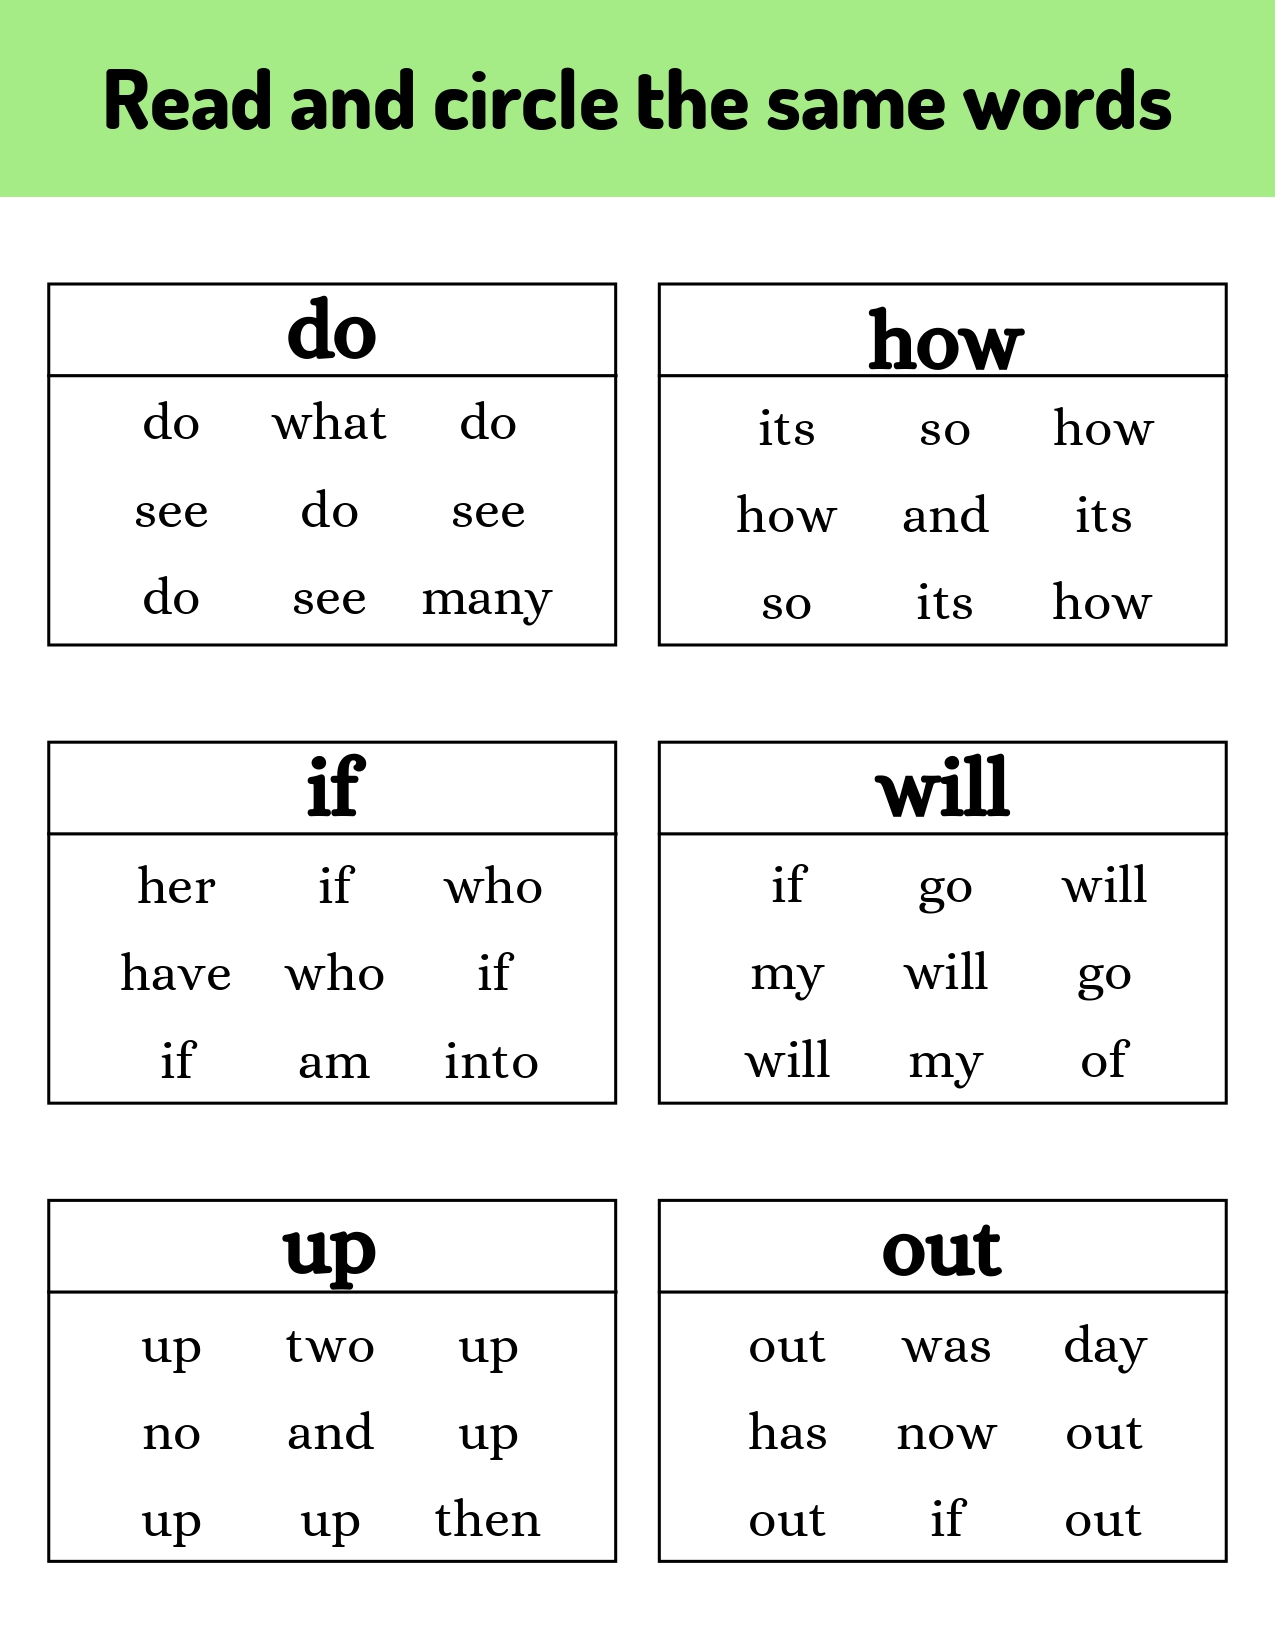 Read and circle the same words
do
do what do
see do see
do see many
how
its so how
how and its
so its how
if
her if who
have who if
if am into
will
if go will
my will go
will my of
up
up two up
no and up
up up then
out
out was day
has now out
out if out